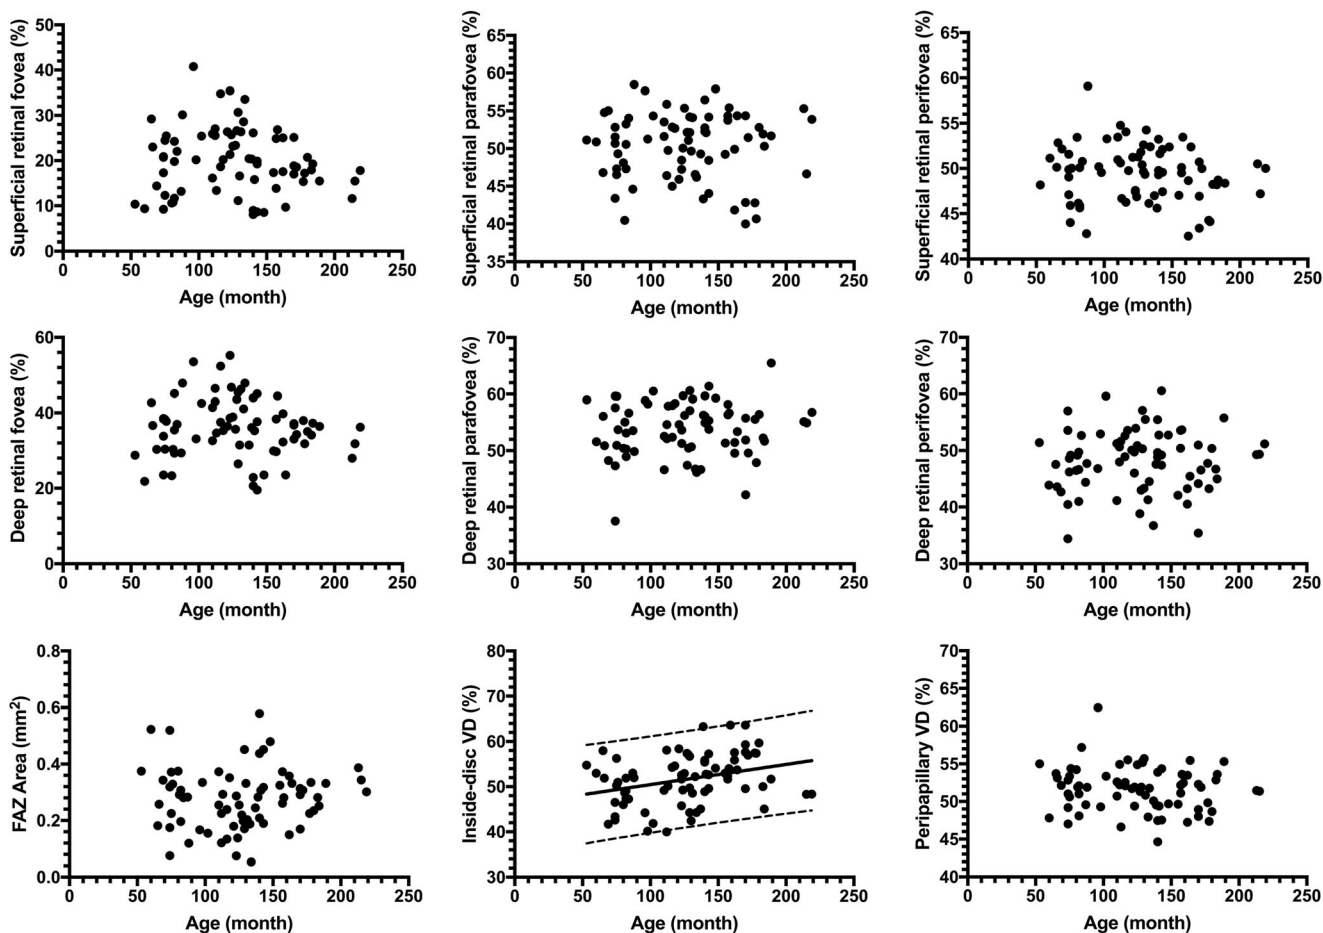 Superficial retinal fovea (%)
50
40
30
20
10
0
0 50 100 150 200 250
Age (month)
Superficial retinal parafovea (%)
65
60
55
50
45
40
35
0 50 100 150 200 250
Age (month)
Superficial retinal perifovea (%)
65
60
55
50
45
40
0 50 100 150 200 250
Age (month)
Deep retinal fovea (%)
60
40
20
0
0 50 100 150 200 250
Age (month)
Deep retinal parafovea (%)
70
60
50
40
30
0 50 100 150 200 250
Age (month)
Deep retinal perifovea (%)
70
60
50
40
30
0 50 100 150 200 250
Age (month)
FAZ Area (mm²)
0.8
0.6
0.4
0.2
0.0
0 50 100 150 200 250
Age (month)
Inside-disc VD (%)
80
70
60
50
40
30
0 50 100 150 200 250
Age (month)
Peripapillary VD (%)
70
65
60
55
50
45
40
0 50 100 150 200 250
Age (month)